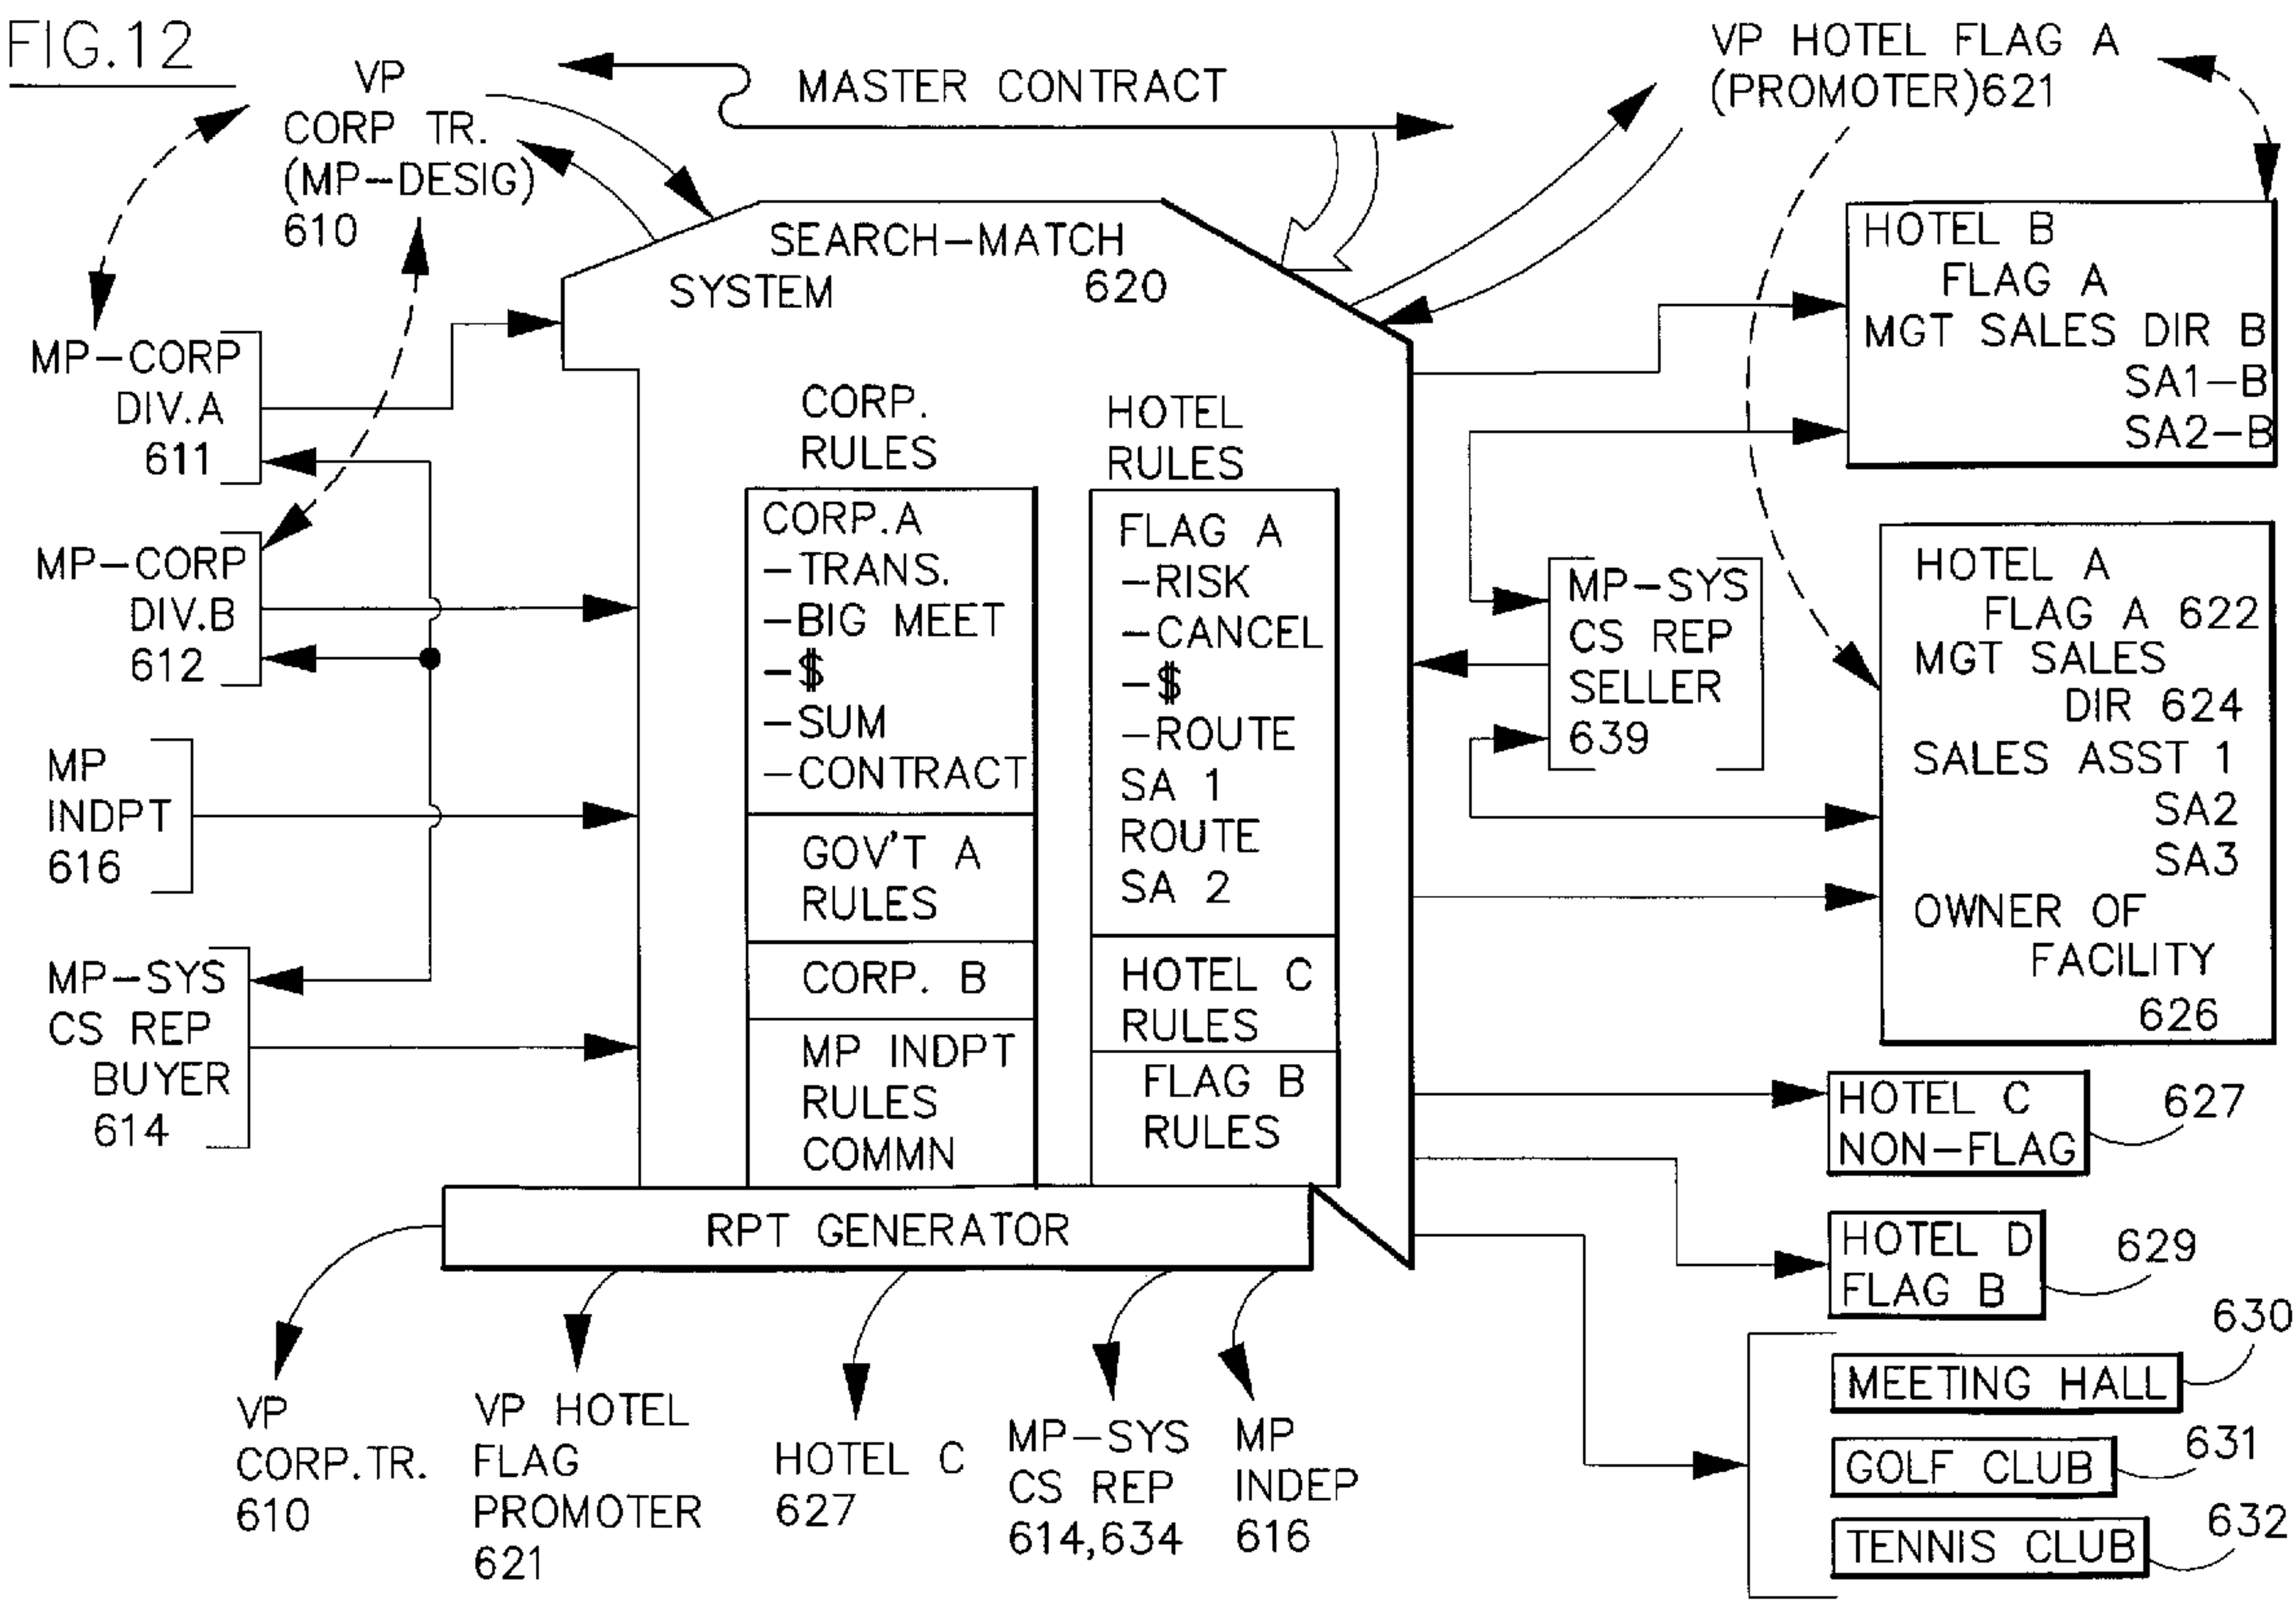 FIG.12
VP
CORP TR.
(MP-DESIG)
610
MASTER CONTRACT
VP HOTEL FLAG A
(PROMOTER)621
MP-CORP
DIV.A
611
MP-CORP
DIV.B
612
MP
INDPT
616
MP-SYS
CS REP
BUYER
614
SEARCH-MATCH
SYSTEM
620
CORP.
RULES
CORP.A
-TRANS.
-BIG MEET
-$
-SUM
-CONTRACT
GOV'T A
RULES
CORP. B
MP INDPT
RULES
COMMN
HOTEL
RULES
FLAG A
-RISK
-CANCEL
-$
-ROUTE
SA 1
ROUTE
SA 2
HOTEL C
RULES
FLAG B
RULES
RPT GENERATOR
MP-SYS
CS REP
SELLER
639
HOTEL B
FLAG A
MGT SALES DIR B
SA1-B
SA2-B
HOTEL A
FLAG A 622
MGT SALES
DIR 624
SALES ASST 1
SA2
SA3
OWNER OF
FACILITY
626
HOTEL C
NON-FLAG
627
HOTEL D
FLAG B
629
630
MEETING HALL
631
GOLF CLUB
632
TENNIS CLUB
VP
CORP.TR.
610
VP HOTEL
FLAG
PROMOTER
621
HOTEL C
627
MP-SYS
CS REP
614,634
MP
INDEP
616